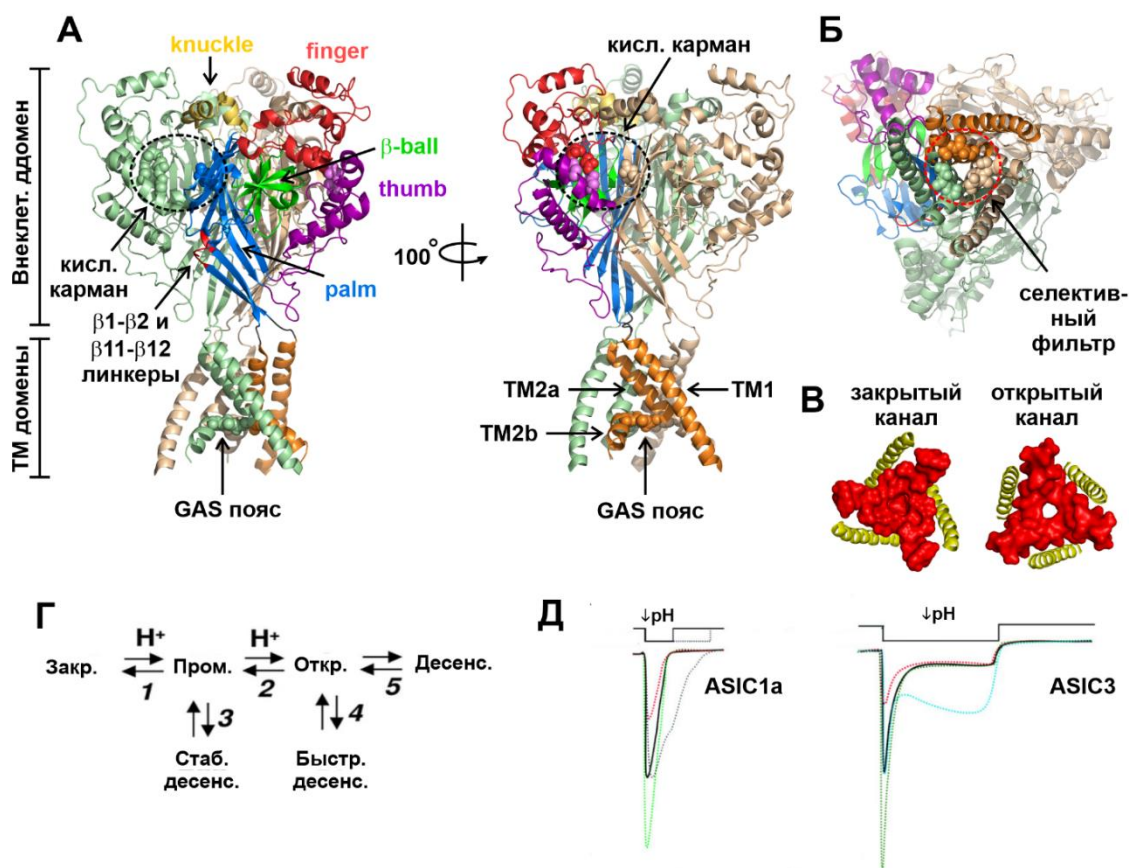 А
knuckle
finger
кисл. карман
Б
Внеклет. ддомен
β-ball
thumb
кисл.
карман
palm
β1-β2 и
β11-β12
линкеры
100°
селектив-
ный
фильтр
ТМ домены
TM2a
TM1
TM2b
GAS пояс
GAS пояс
В
закрытый
канал
открытый
канал
Г
H+
H+
Закр.
Пром.
Откр.
Десенс.
1
2
5
3
4
Стаб.
десенс.
Быстр.
десенс.
Д
↓pH
↓pH
ASIC1a
ASIC3